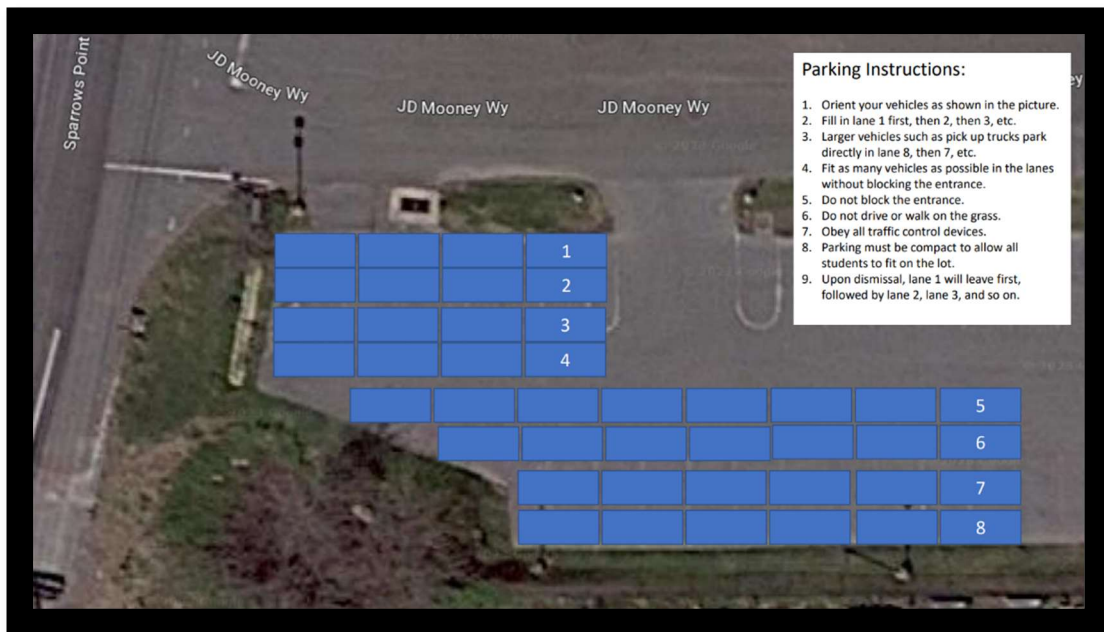 Sparrows Point
JD Mooney Wy
JD Mooney Wy
JD Mooney Wy
ey
Parking Instructions:
1. Orient your vehicles as shown in the picture.
2. Fill in lane 1 first, then 2, then 3, etc.
3. Larger vehicles such as pick up trucks park
directly in lane 8, then 7, etc.
4. Fit as many vehicles as possible in the lanes
without blocking the entrance.
5. Do not block the entrance.
6. Do not drive or walk on the grass.
7. Obey all traffic control devices.
8. Parking must be compact to allow all
students to fit on the lot.
9. Upon dismissal, lane 1 will leave first,
followed by lane 2, lane 3, and so on.
1
2
3
4
5
6
7
8